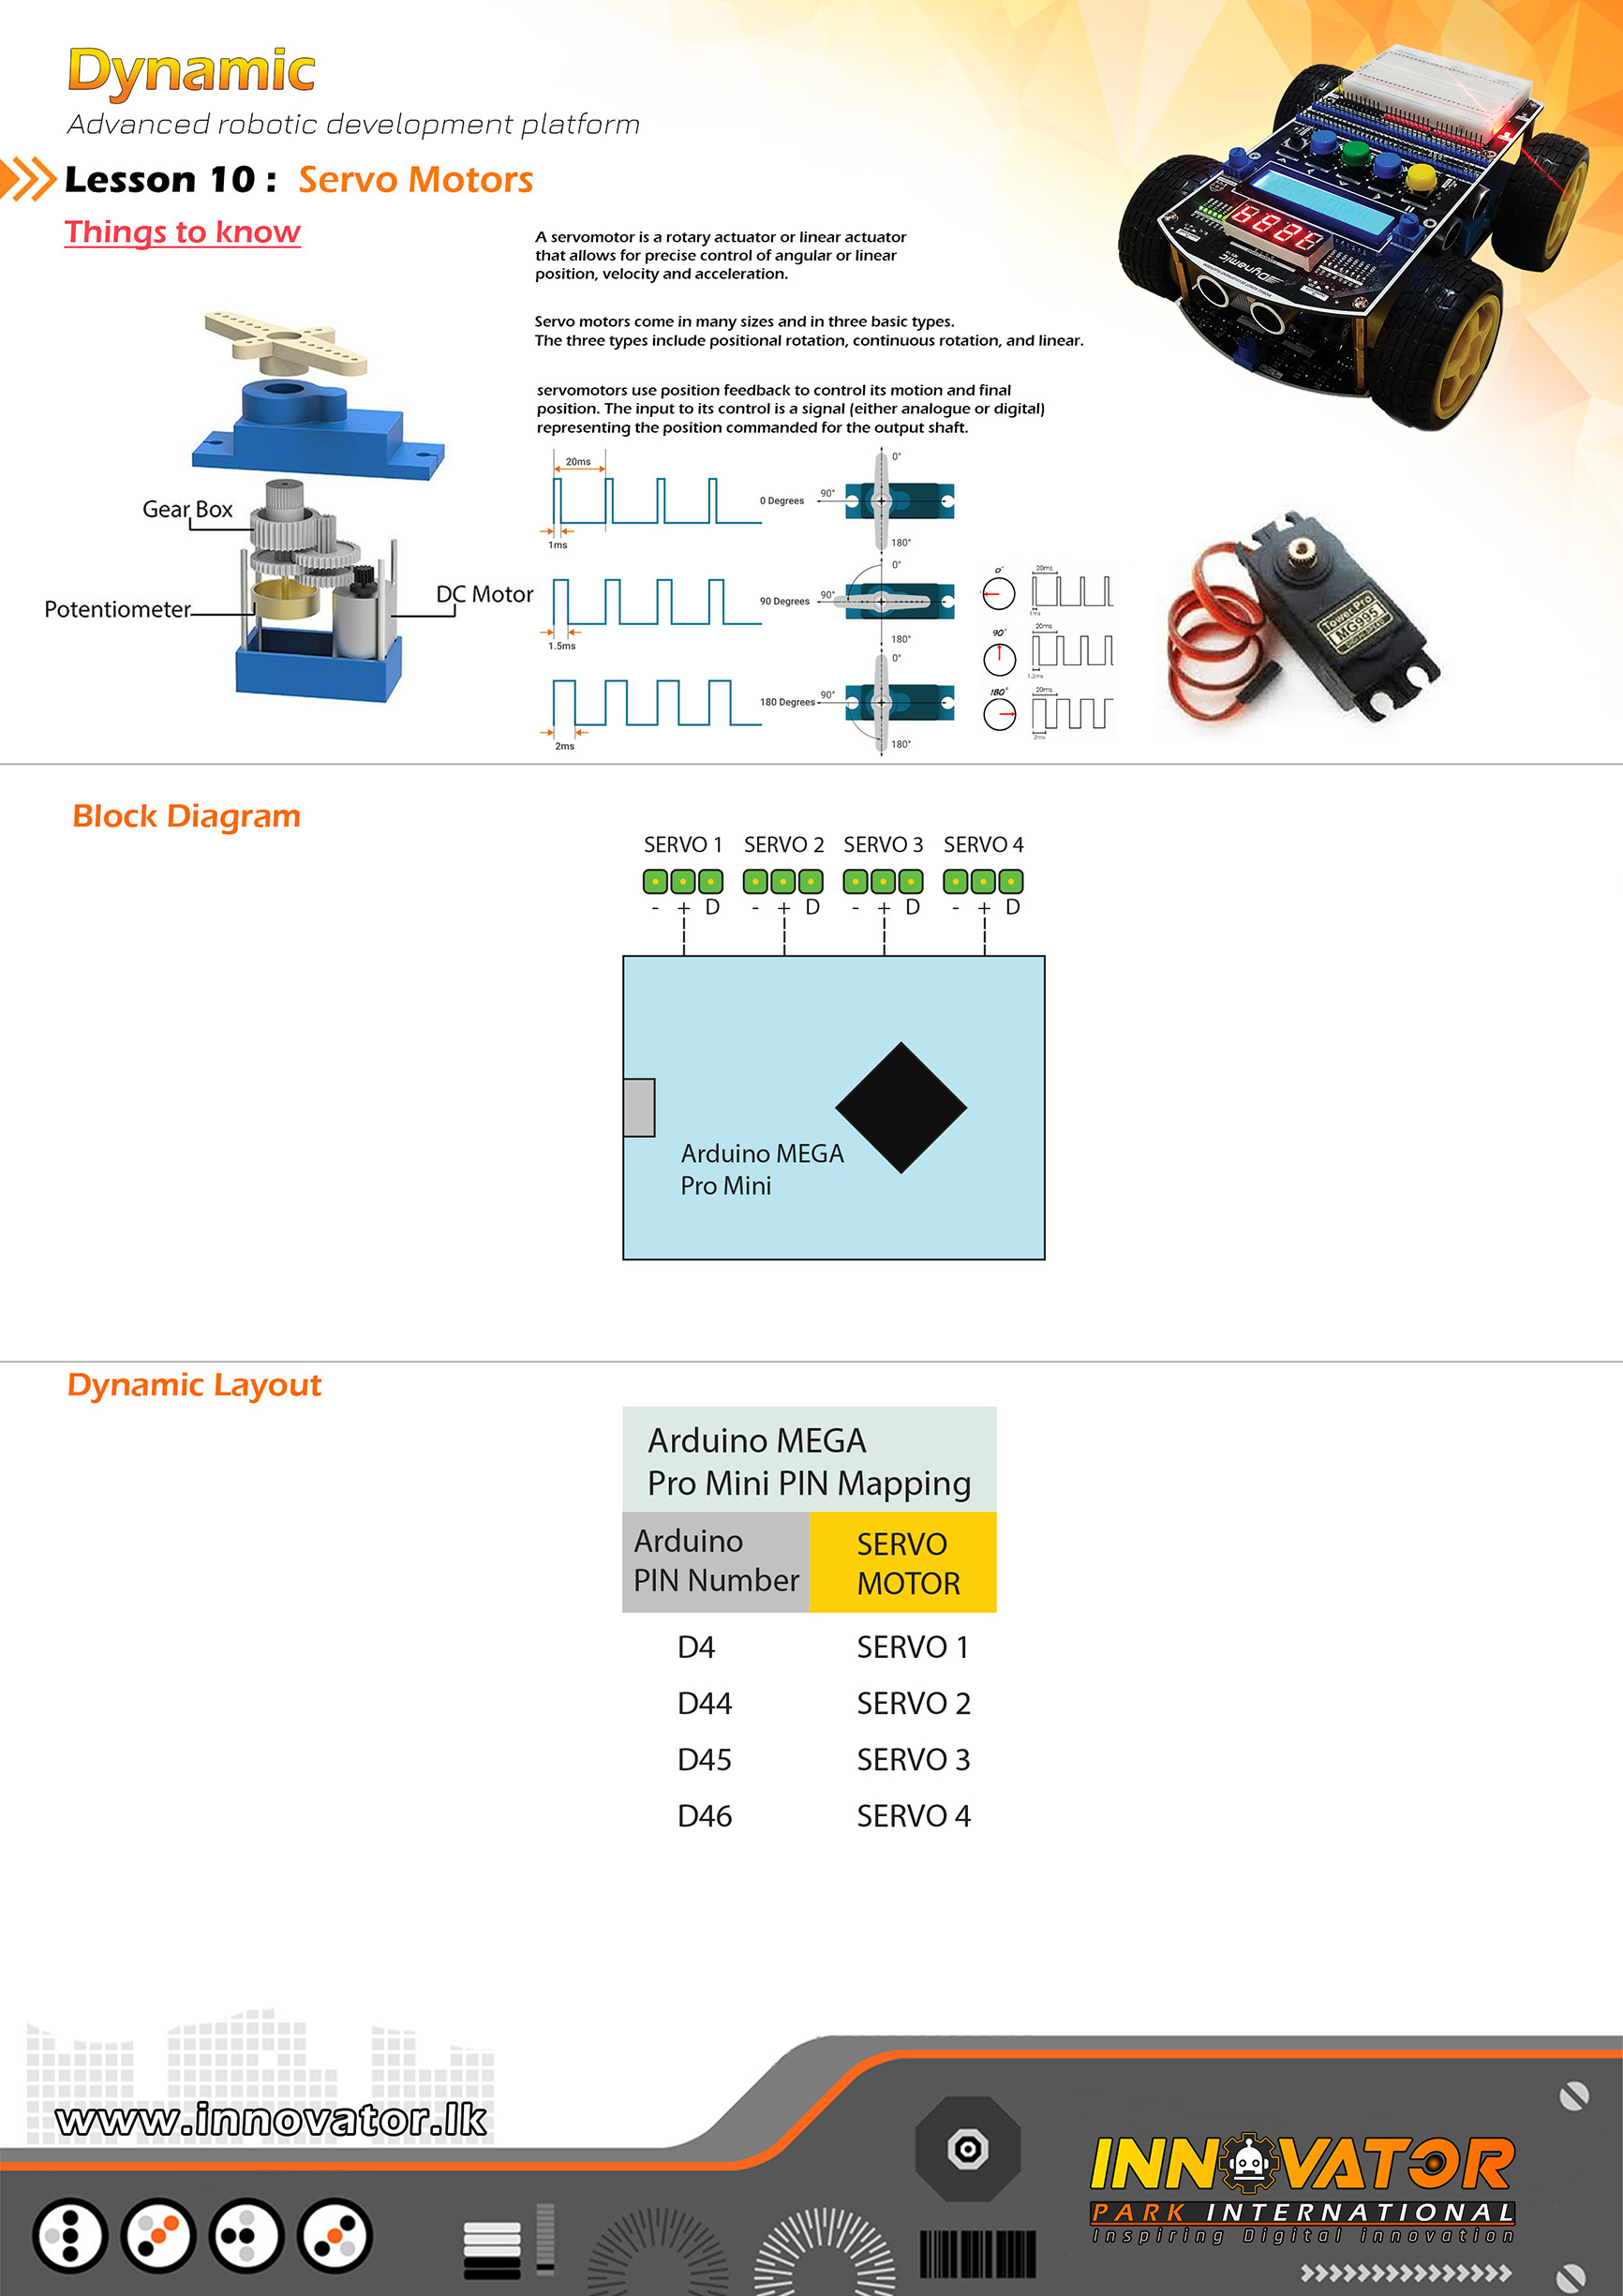 Dynamic
Advanced robotic development platform
Lesson 10 : Servo Motors
Things to know
A servomotor is a rotary actuator or linear actuator
that allows for precise control of angular or linear
position, velocity and acceleration.
Servo motors come in many sizes and in three basic types.
The three types include positional rotation, continuous rotation, and linear.
servomotors use position feedback to control its motion and final
position. The input to its control is a signal (either analogue or digital)
representing the position commanded for the output shaft.
Gear Box
Potentiometer
DC Motor
20ms
1ms
0 Degrees
90°
0°
180°
1.5ms
90 Degrees
90°
0°
180°
2ms
180 Degrees
90°
0°
180°
0°
20ms
1ms
90°
20ms
1.5ms
180°
20ms
2ms
Tower Pro
MG995
Dynamic
Block Diagram
SERVO 1 SERVO 2 SERVO 3 SERVO 4
- + D - + D - + D - + D
Arduino MEGA
Pro Mini
Dynamic Layout
Arduino MEGA
Pro Mini PIN Mapping
Arduino
PIN Number
SERVO
MOTOR
D4 SERVO 1
D44 SERVO 2
D45 SERVO 3
D46 SERVO 4
www.innovator.lk
INNOVATOR
PARK INTERNATIONAL
Inspiring Digital innovation